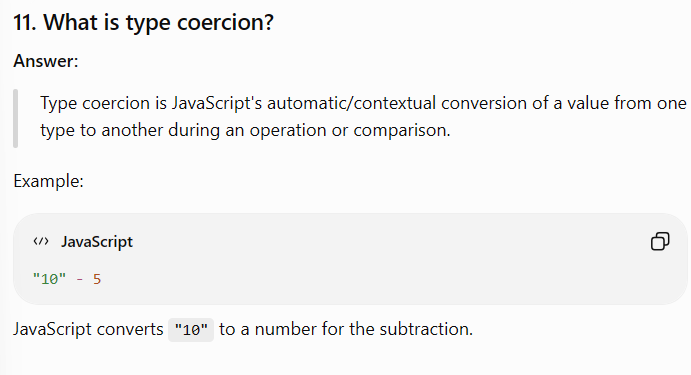 11. What is type coercion?
Answer:
Type coercion is JavaScript's automatic/contextual conversion of a value from one
type to another during an operation or comparison.
Example:
</> JavaScript
"10" - 5
JavaScript converts "10" to a number for the subtraction.